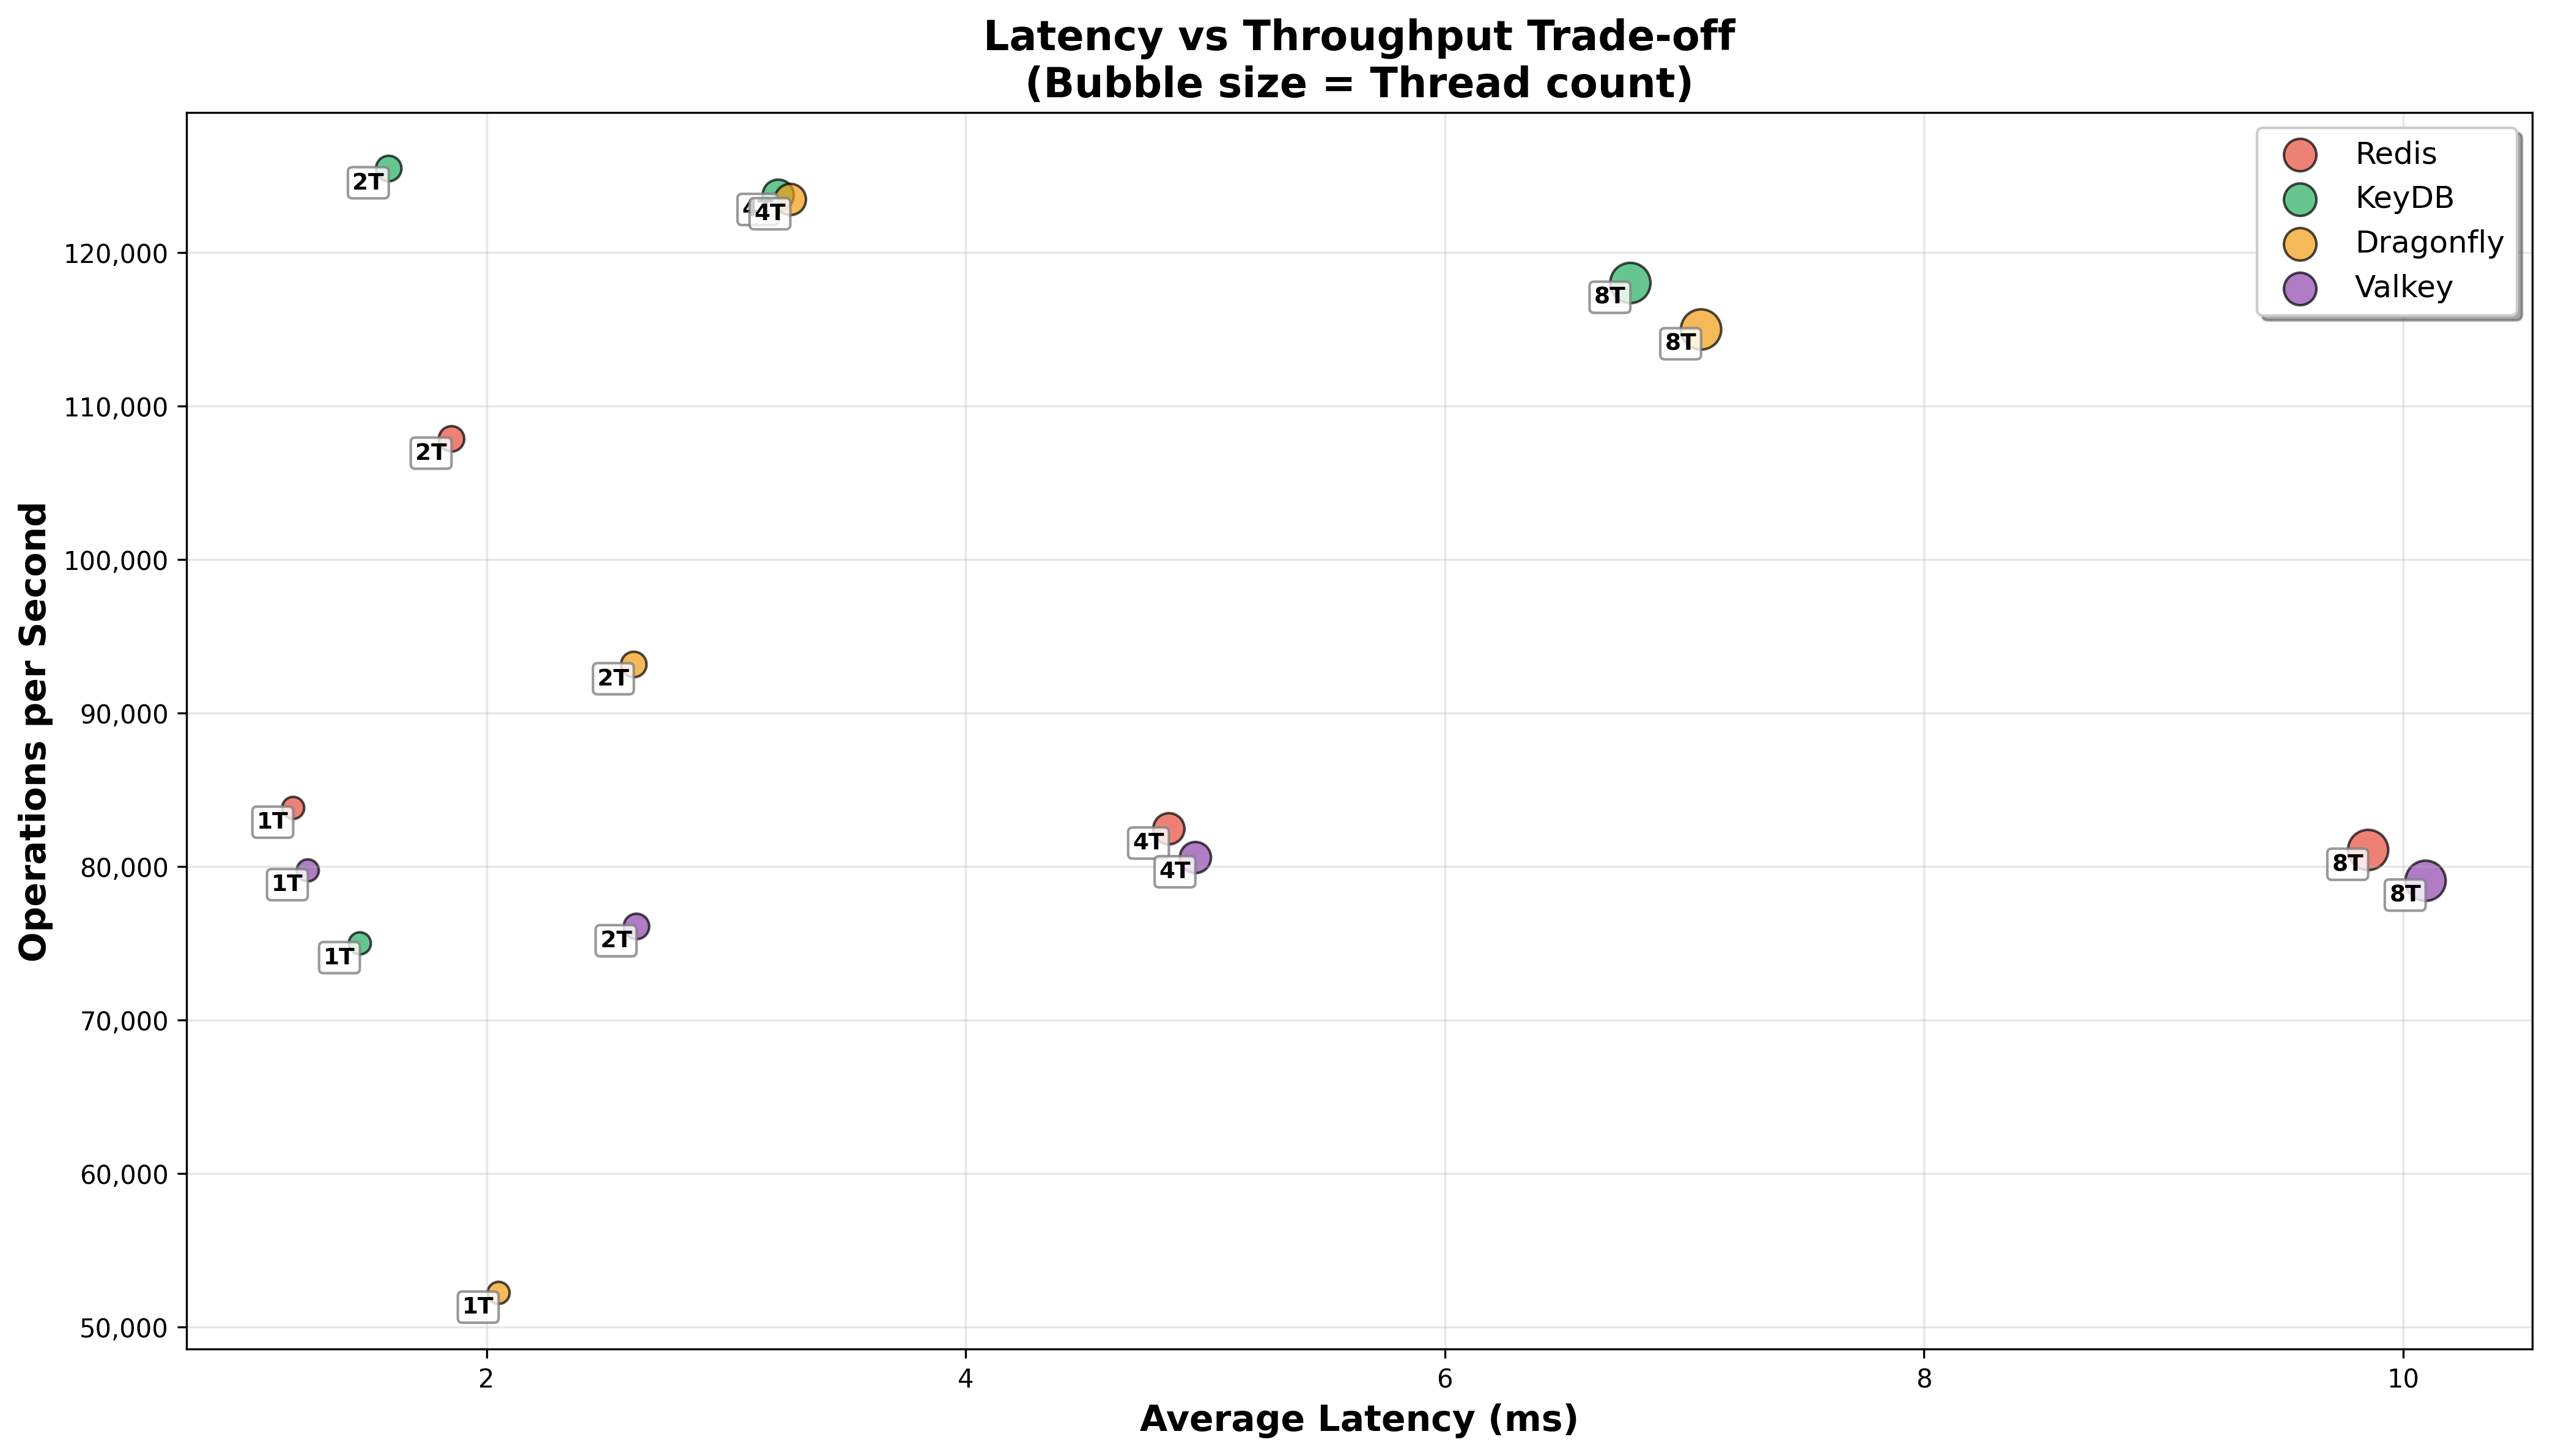 Latency vs Throughput Trade-off
(Bubble size = Thread count)
Redis
KeyDB
Dragonfly
Valkey
Operations per Second
120,000
110,000
100,000
90,000
80,000
70,000
60,000
50,000
2T
4T
8T
8T
2T
2T
1T
4T
4T
8T
1T
8T
2T
1T
1T
2
4
6
8
10
Average Latency (ms)